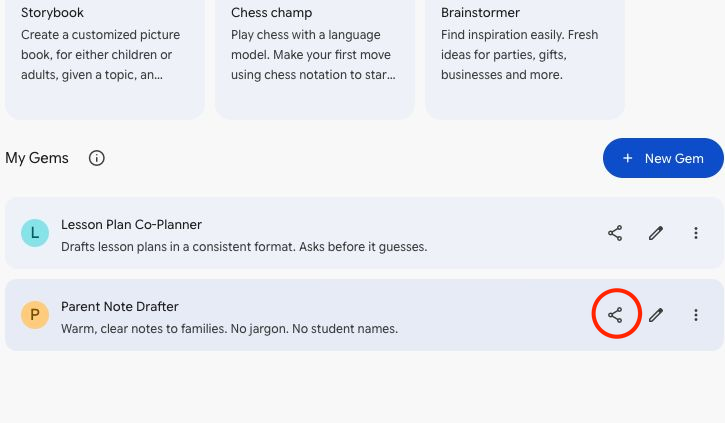 Storybook
Create a customized picture
book, for either children or
adults, given a topic, an...
Chess champ
Play chess with a language
model. Make your first move
using chess notation to star...
Brainstormer
Find inspiration easily. Fresh
ideas for parties, gifts,
businesses and more.
My Gems
+ New Gem
L
Lesson Plan Co-Planner
Drafts lesson plans in a consistent format. Asks before it guesses.
P
Parent Note Drafter
Warm, clear notes to families. No jargon. No student names.